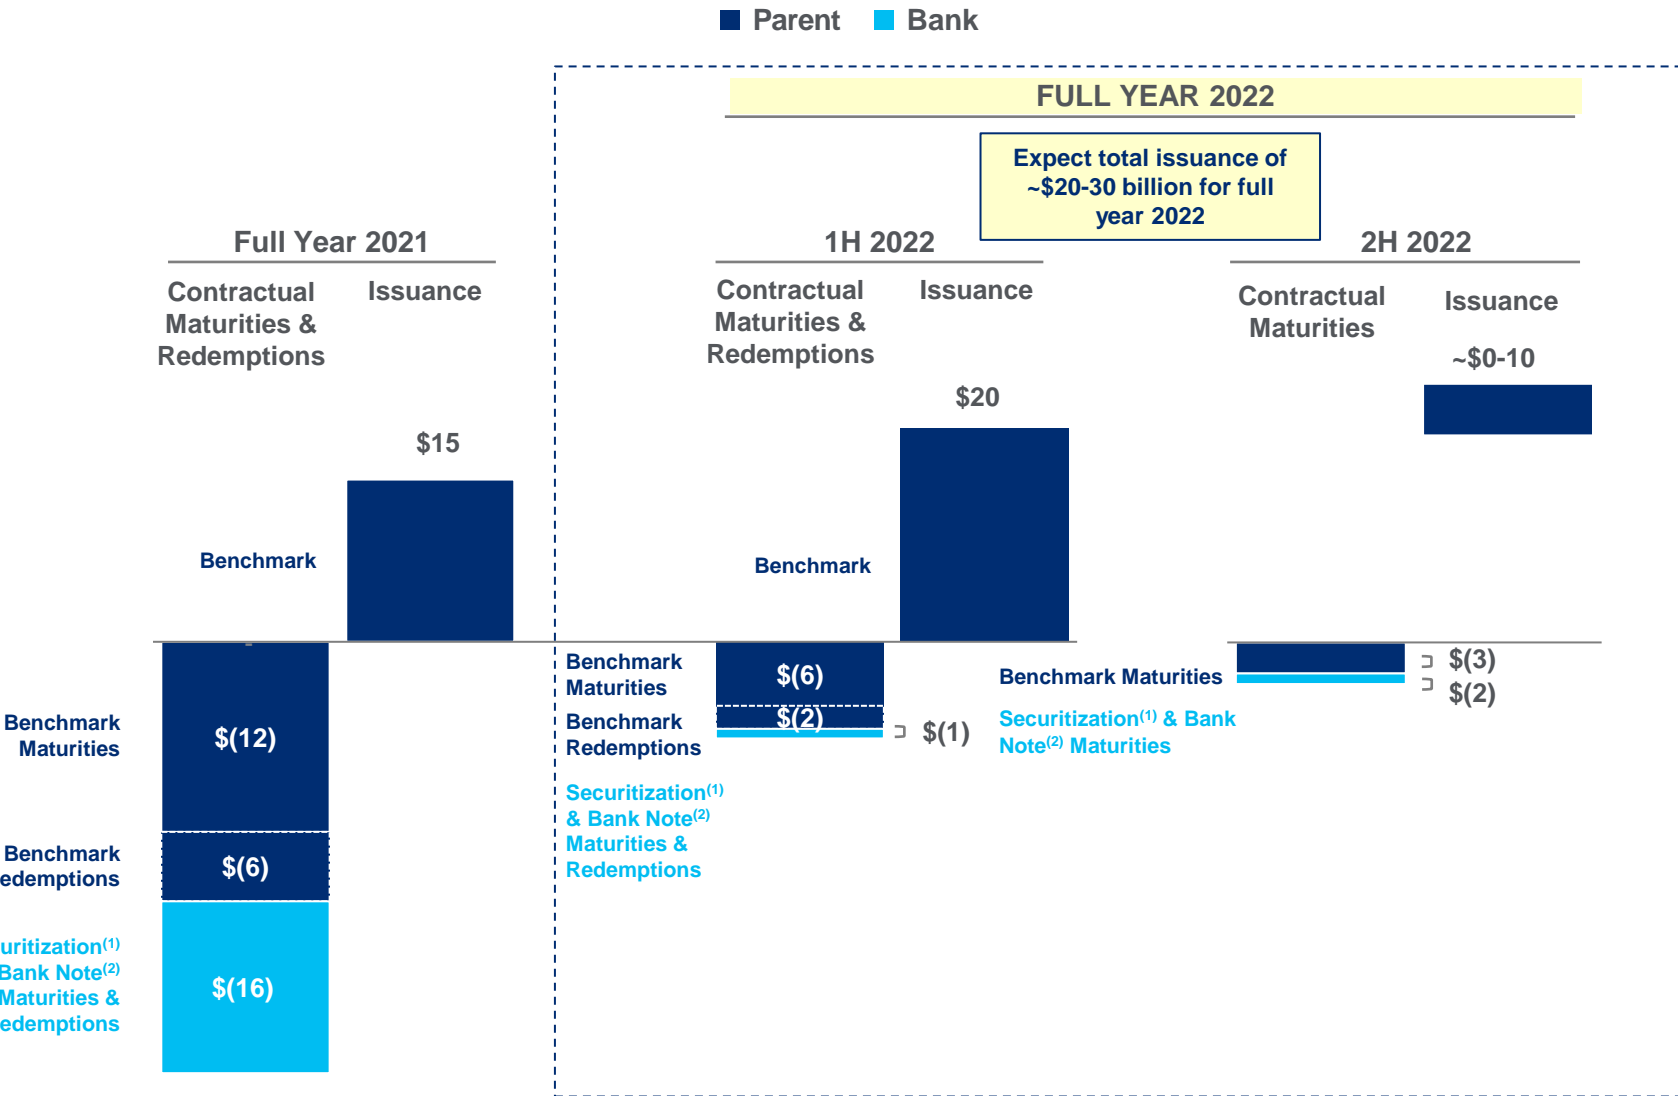 Parent Bank
FULL YEAR 2022
Expect total issuance of
~$20-30 billion for full
year 2022
Full Year 2021
Contractual
Maturities &
Redemptions
Issuance
$15
Benchmark
Benchmark
Maturities
$(12)
Benchmark
edemptions
$(6)
uritization(1)
Bank Note(2)
Maturities &
edemptions
$(16)
1H 2022
Contractual
Maturities &
Redemptions
Issuance
$20
Benchmark
Benchmark
Maturities
$(6)
Benchmark
Redemptions
$(2)
$(1)
Securitization(1)
& Bank Note(2)
Maturities &
Redemptions
2H 2022
Contractual
Maturities
Issuance
~$0-10
Benchmark Maturities
$(3)
$(2)
Securitization(1) & Bank
Note(2) Maturities